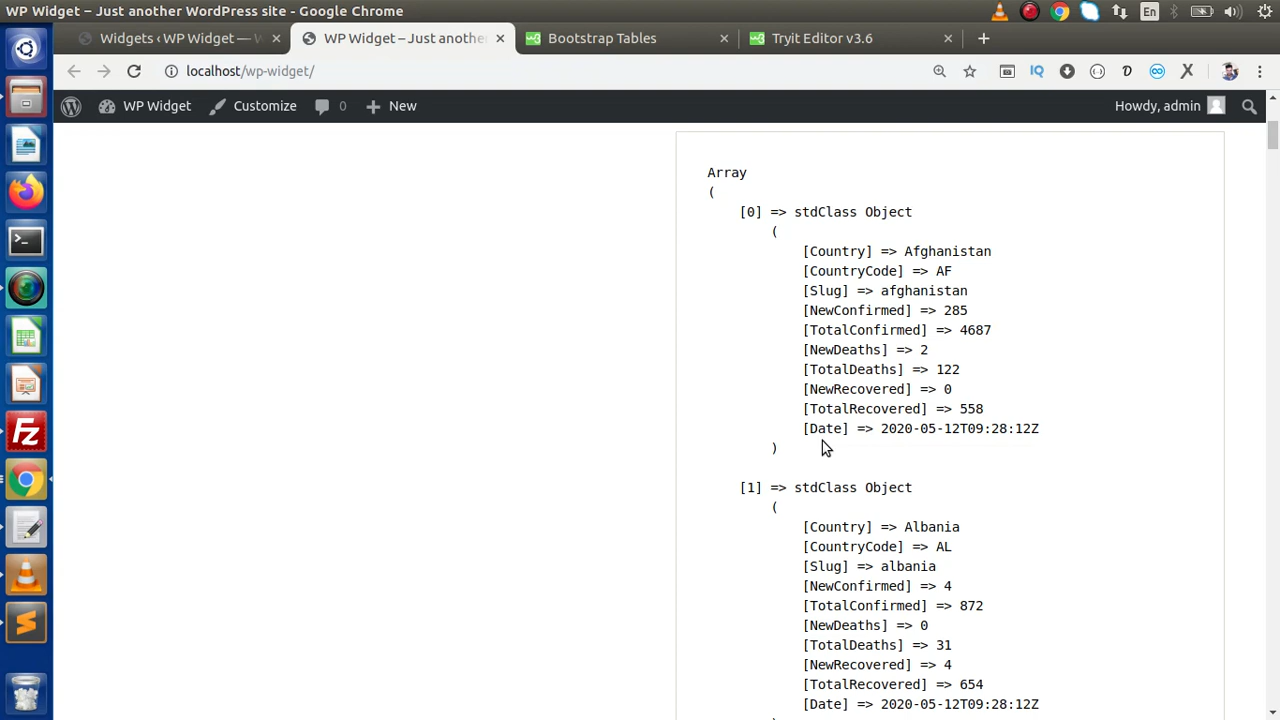 WP Widget – Just another WordPress site - Google Chrome
En
Widgets ‹ WP Widget —
WP Widget – Just anothe
Bootstrap Tables
Tryit Editor v3.6
localhost/wp-widget/
WP Widget
Customize
0
New
Howdy, admin
Array
(
[0] => stdClass Object
(
[Country] => Afghanistan
[CountryCode] => AF
[Slug] => afghanistan
[NewConfirmed] => 285
[TotalConfirmed] => 4687
[NewDeaths] => 2
[TotalDeaths] => 122
[NewRecovered] => 0
[TotalRecovered] => 558
[Date] => 2020-05-12T09:28:12Z
)
[1] => stdClass Object
(
[Country] => Albania
[CountryCode] => AL
[Slug] => albania
[NewConfirmed] => 4
[TotalConfirmed] => 872
[NewDeaths] => 0
[TotalDeaths] => 31
[NewRecovered] => 4
[TotalRecovered] => 654
[Date] => 2020-05-12T09:28:12Z